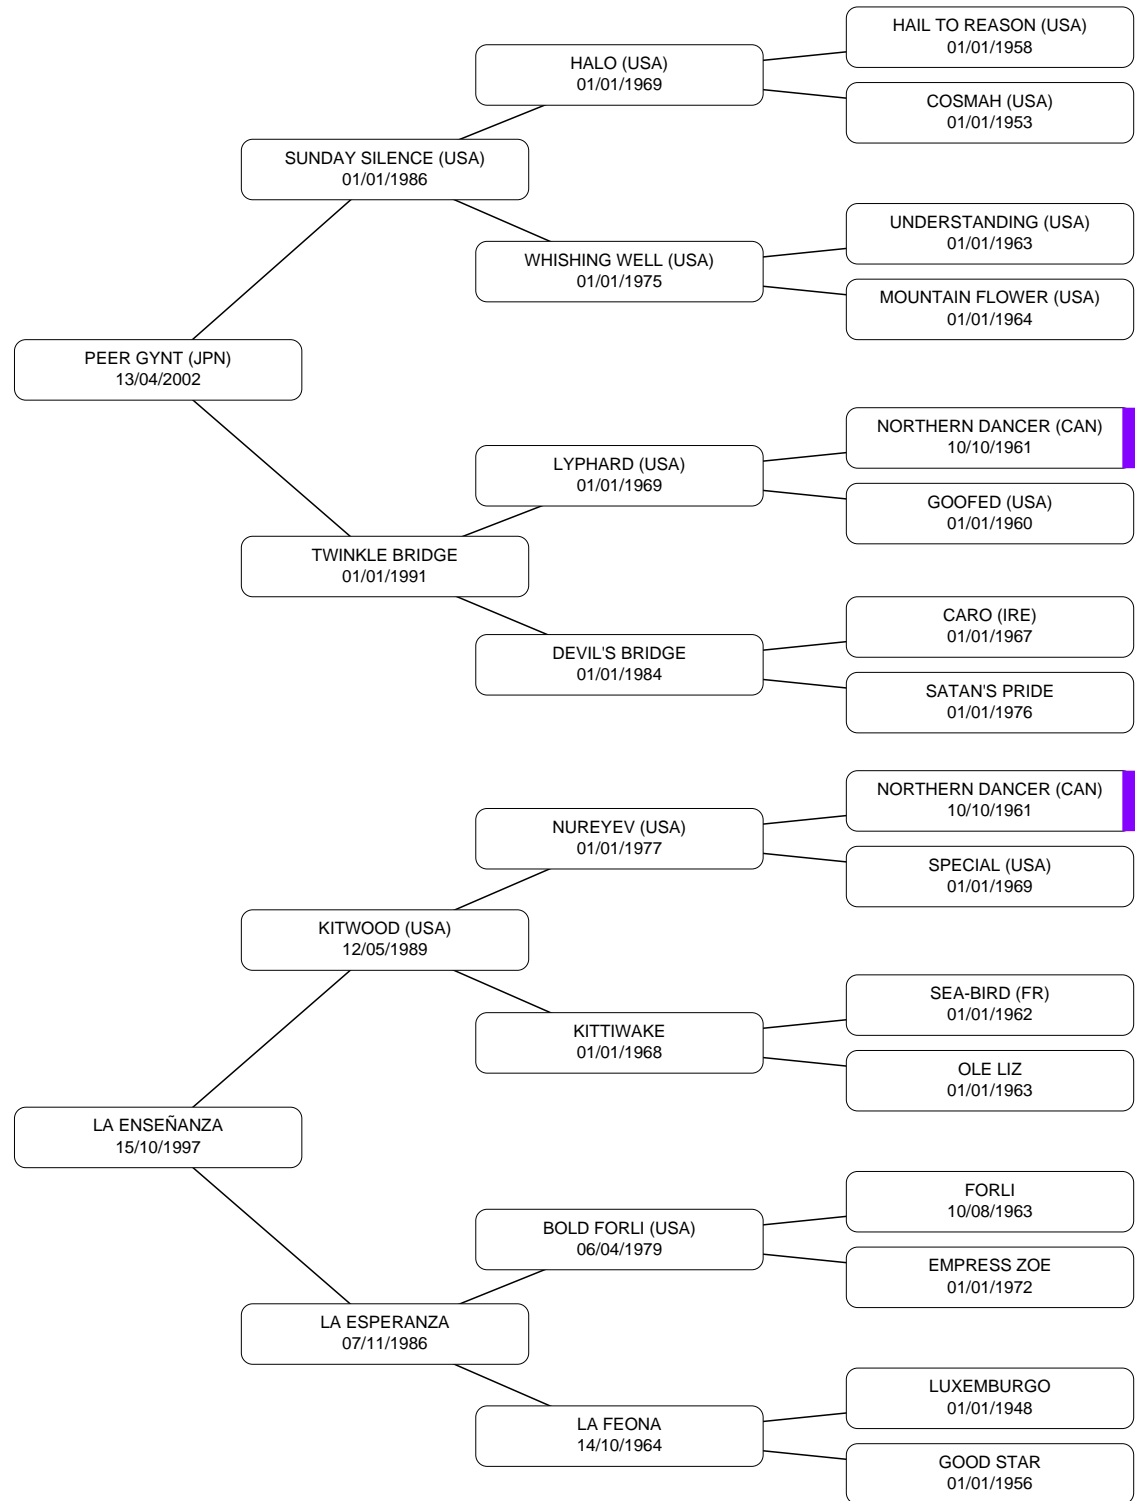 HAIL TO REASON (USA)
01/01/1958
HALO (USA)
01/01/1969
COSMAH (USA)
01/01/1953
SUNDAY SILENCE (USA)
01/01/1986
UNDERSTANDING (USA)
01/01/1963
WHISHING WELL (USA)
01/01/1975
MOUNTAIN FLOWER (USA)
01/01/1964
PEER GYNT (JPN)
13/04/2002
NORTHERN DANCER (CAN)
10/10/1961
LYPHARD (USA)
01/01/1969
GOOFED (USA)
01/01/1960
TWINKLE BRIDGE
01/01/1991
CARO (IRE)
01/01/1967
DEVIL'S BRIDGE
01/01/1984
SATAN'S PRIDE
01/01/1976
NORTHERN DANCER (CAN)
10/10/1961
NUREYEV (USA)
01/01/1977
SPECIAL (USA)
01/01/1969
KITWOOD (USA)
12/05/1989
SEA-BIRD (FR)
01/01/1962
KITTIWAKE
01/01/1968
OLE LIZ
01/01/1963
LA ENSEÑANZA
15/10/1997
FORLI
10/08/1963
BOLD FORLI (USA)
06/04/1979
EMPRESS ZOE
01/01/1972
LA ESPERANZA
07/11/1986
LUXEMBURGO
01/01/1948
LA FEONA
14/10/1964
GOOD STAR
01/01/1956